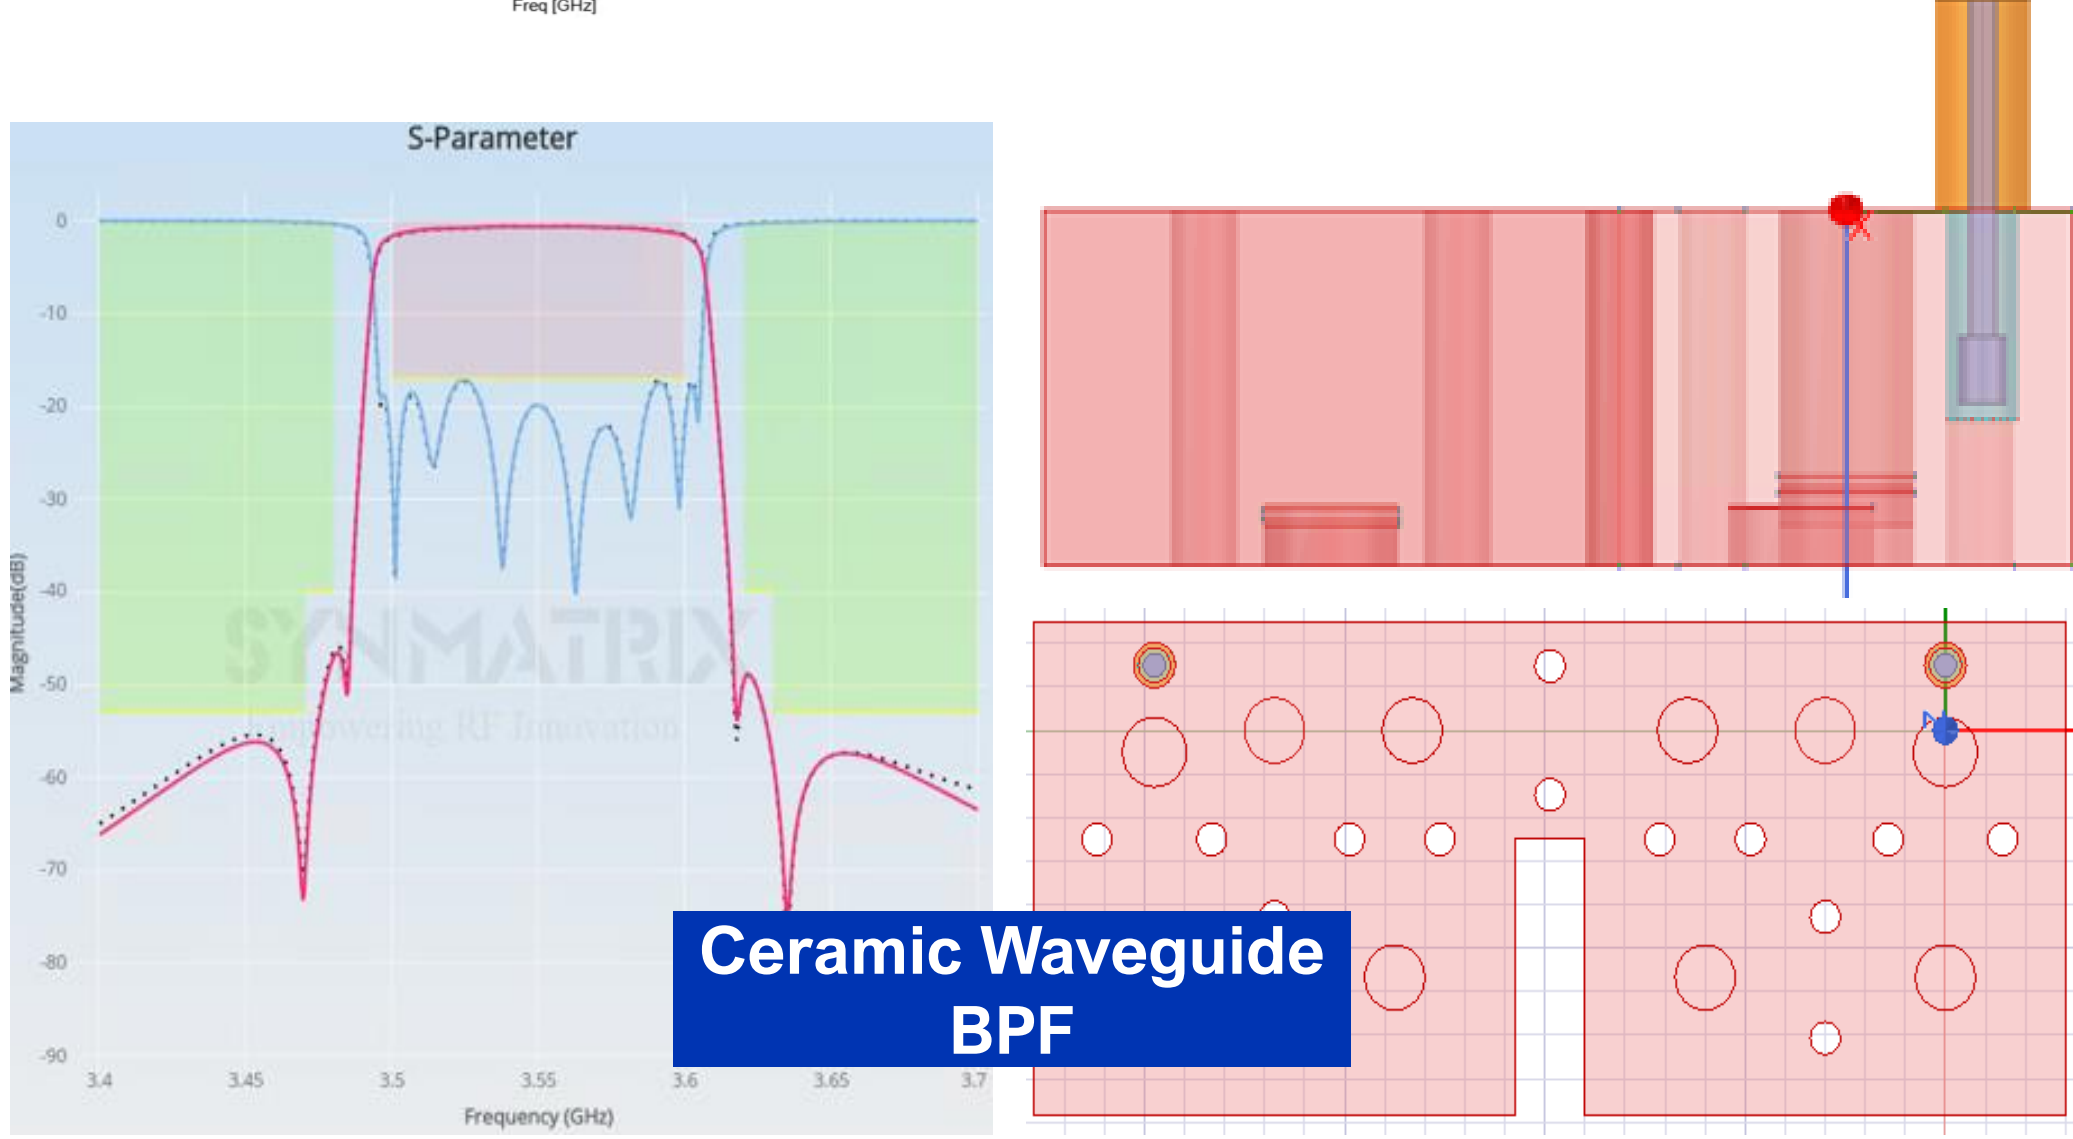 Freq [GHz]
S-Parameter
0
-10
-20
-30
-40
-50
-60
-70
-80
-90
Magnitude(dB)
SYNMATRIX
Empowering RF Innovation
3.4 3.45 3.5 3.55 3.6 3.65 3.7
Frequency (GHz)
X
Ceramic Waveguide
BPF